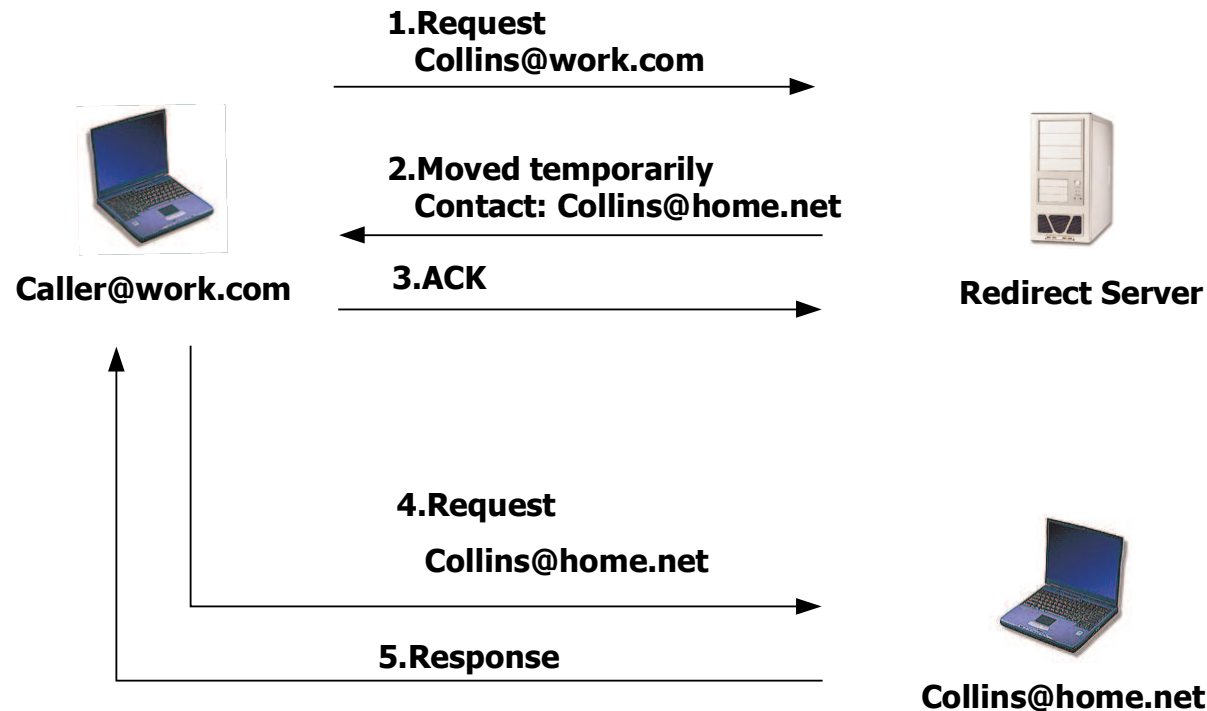 1.Request
Collins@work.com
2.Moved temporarily
Contact: Collins@home.net
Caller@work.com
3.ACK
Redirect Server
4.Request
Collins@home.net
5.Response
Collins@home.net